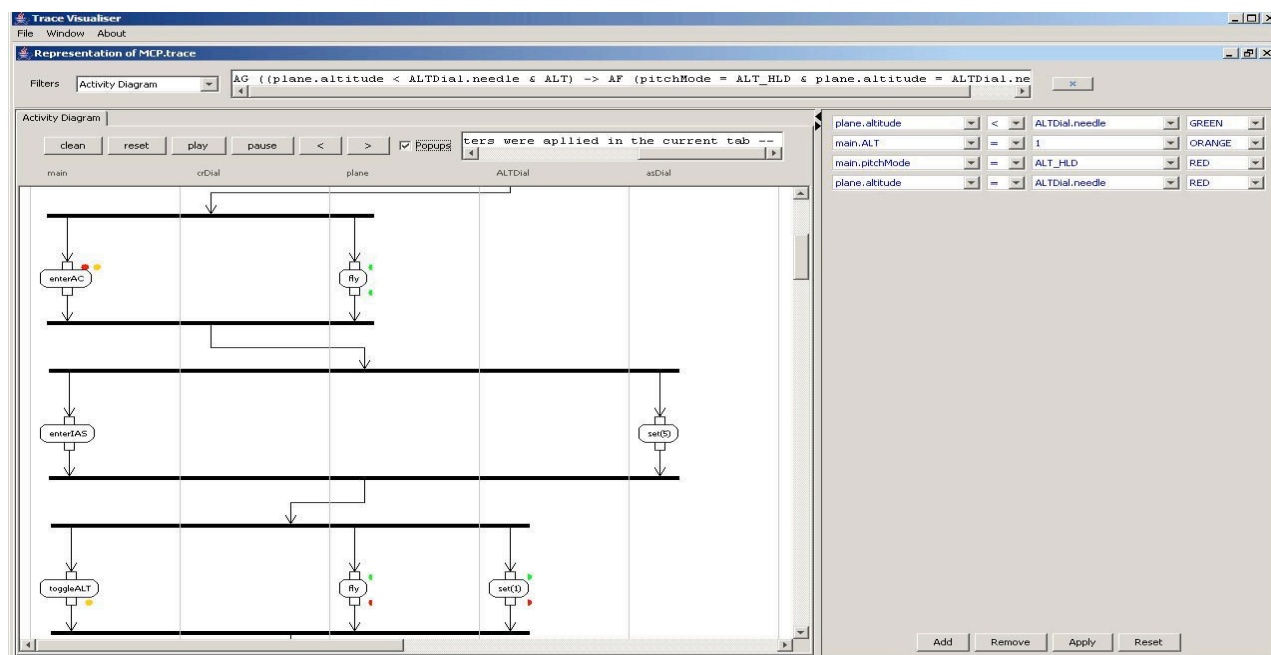 Trace Visualiser
File Window About
Representation of MCP.trace
Filters Activity Diagram AG ((plane.altitude < ALTDial.needle & ALT) -> AF (pitchMode = ALT_HLD & plane.altitude = ALTDial.ne
Activity Diagram
clean reset play pause < > Popups ters were apllied in the current tab --
main crDial plane ALTDial asDial
enterAC fly
enterIAS set(5)
toggleALT fly set(1)
plane.altitude < ALTDial.needle GREEN
main.ALT = 1 ORANGE
main.pitchMode = ALT_HLD RED
plane.altitude = ALTDial.needle RED
Add Remove Apply Reset